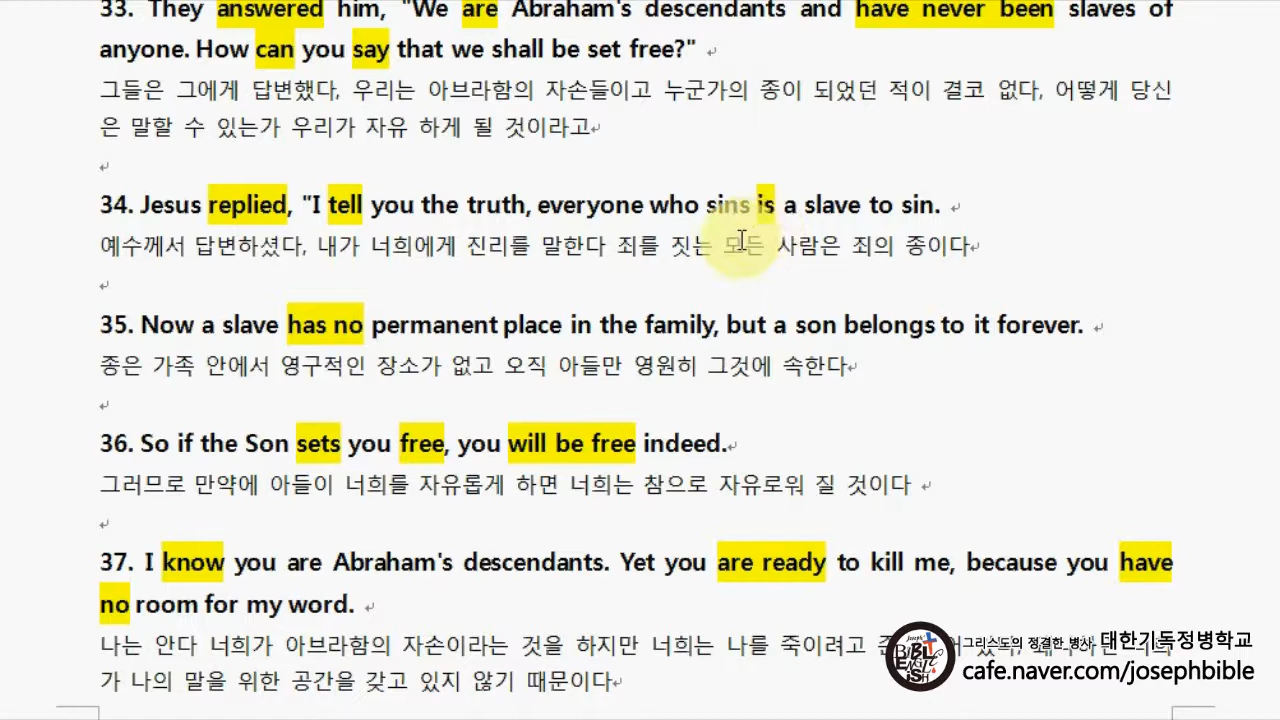 33. They answered him, "We are Abraham's descendants and have never been slaves of
anyone. How can you say that we shall be set free?"
그들은 그에게 답변했다, 우리는 아브라함의 자손들이고 누군가의 종이 되었던 적이 결코 없다, 어떻게 당신
은 말할 수 있는가 우리가 자유 하게 될 것이라고
34. Jesus replied, "I tell you the truth, everyone who sins is a slave to sin.
예수께서 답변하셨다, 내가 너희에게 진리를 말한다 죄를 짓는 모든 사람은 죄의 종이다
35. Now a slave has no permanent place in the family, but a son belongs to it forever.
종은 가족 안에서 영구적인 장소가 없고 오직 아들만 영원히 그것에 속한다
36. So if the Son sets you free, you will be free indeed.
그러므로 만약에 아들이 너희를 자유롭게 하면 너희는 참으로 자유로워 질 것이다
37. I know you are Abraham's descendants. Yet you are ready to kill me, because you have
no room for my word.
나는 안다 너희가 아브라함의 자손이라는 것을 하지만 너희는 나를 죽이려고
가 나의 말을 위한 공간을 갖고 있지 않기 때문이다
그리스도의 정결한 병사 대한기독정병학교
cafe.naver.com/josephbible